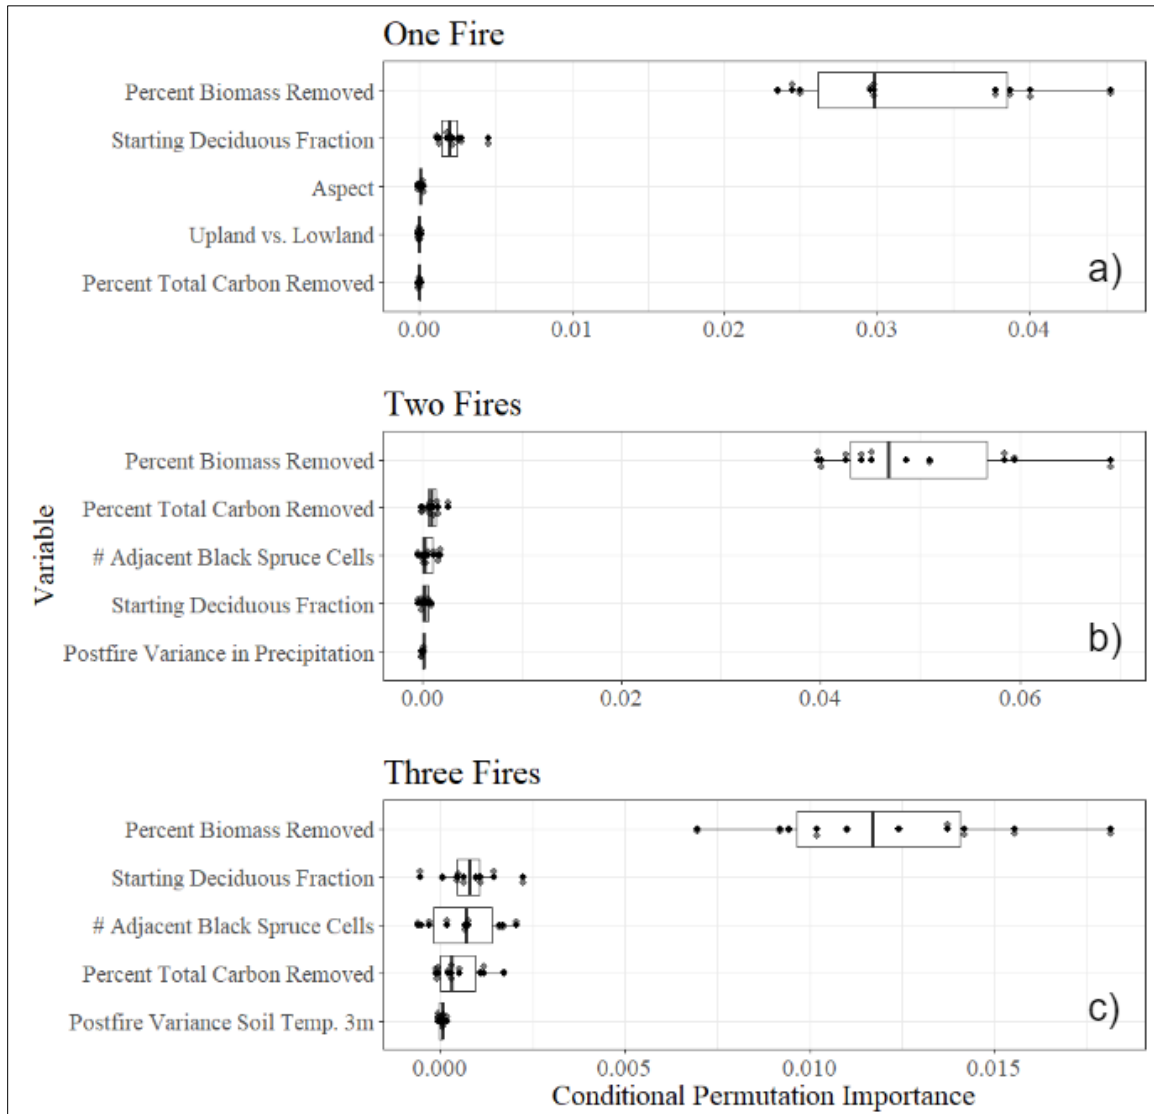 One Fire
Percent Biomass Removed
Starting Deciduous Fraction
Aspect
Upland vs. Lowland
Percent Total Carbon Removed
a)
0.00 0.01 0.02 0.03 0.04
Two Fires
Percent Biomass Removed
Percent Total Carbon Removed
# Adjacent Black Spruce Cells
Starting Deciduous Fraction
Postfire Variance in Precipitation
b)
0.00 0.02 0.04 0.06
Variable
Three Fires
Percent Biomass Removed
Starting Deciduous Fraction
# Adjacent Black Spruce Cells
Percent Total Carbon Removed
Postfire Variance Soil Temp. 3m
c)
0.000 0.005 0.010 0.015
Conditional Permutation Importance